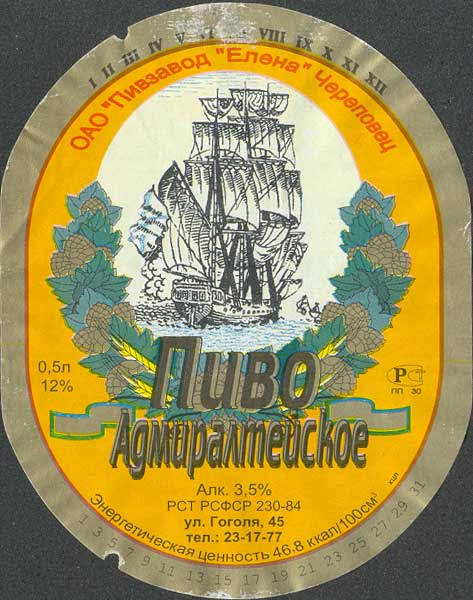 I II III IV V VI VIII IX X XI XII
ОАО "Пивзавод "Елена" Череповец
0,5л
12%
РСТ
ПП 30
Пиво
Адмиралтейское
Алк. 3,5%
РСТ РСФСР 230-84
ул. Гоголя, 45
тел.: 23-17-77
Энергетическая ценность 46,8 ккал/100см³
1 3 5 7 9 11 13 15 17 19 21 23 25 27 29 31